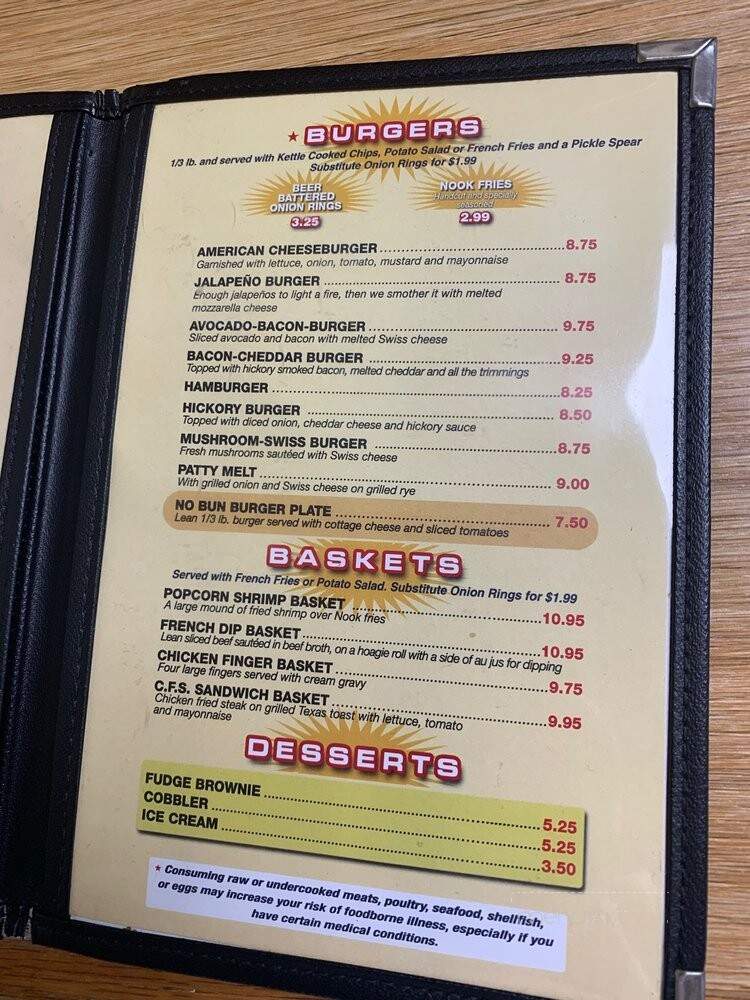 ★ BURGERS
1/3 lb. and served with Kettle Cooked Chips, Potato Salad or French Fries and a Pickle Spear
Substitute Onion Rings for $1.99
BEER
BATTERED
ONION RINGS
3.25
NOOK FRIES
Handcut and specially
seasoned
2.99
AMERICAN CHEESEBURGER 8.75
Garnished with lettuce, onion, tomato, mustard and mayonnaise
JALAPEÑO BURGER 8.75
Enough jalapeños to light a fire, then we smother it with melted
mozzarella cheese
AVOCADO-BACON-BURGER 9.75
Sliced avocado and bacon with melted Swiss cheese
BACON-CHEDDAR BURGER 9.25
Topped with hickory smoked bacon, melted cheddar and all the trimmings
HAMBURGER 8.25
HICKORY BURGER 8.50
Topped with diced onion, cheddar cheese and hickory sauce
MUSHROOM-SWISS BURGER 8.75
Fresh mushrooms sautéed with Swiss cheese
PATTY MELT 9.00
With grilled onion and Swiss cheese on grilled rye
NO BUN BURGER PLATE 7.50
Lean 1/3 lb. burger served with cottage cheese and sliced tomatoes
BASKETS
Served with French Fries or Potato Salad. Substitute Onion Rings for $1.99
POPCORN SHRIMP BASKET 10.95
A large mound of fried shrimp over Nook fries
FRENCH DIP BASKET 10.95
Lean sliced beef sautéed in beef broth, on a hoagie roll with a side of au jus for dipping
CHICKEN FINGER BASKET 9.75
Four large fingers served with cream gravy
C.F.S. SANDWICH BASKET 9.95
Chicken fried steak on grilled Texas toast with lettuce, tomato
and mayonnaise
DESSERTS
FUDGE BROWNIE 5.25
COBBLER 5.25
ICE CREAM 3.50
★ Consuming raw or undercooked meats, poultry, seafood, shellfish,
or eggs may increase your risk of foodborne illness, especially if you
have certain medical conditions.